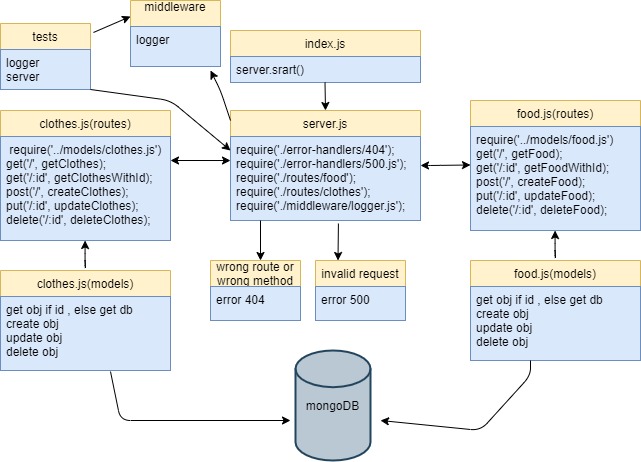 middleware
logger
tests
logger
server
index.js
server.srart()
clothes.js(routes)
require('../models/clothes.js')
get('/', getClothes);
get('/:id', getClothesWithId);
post('/', createClothes);
put('/:id', updateClothes);
delete('/:id', deleteClothes);
server.js
require('./error-handlers/404');
require('./error-handlers/500.js');
require('./routes/food');
require('./routes/clothes');
require('./middleware/logger.js');
food.js(routes)
require('../models/food.js')
get('/', getFood);
get('/:id', getFoodWithId);
post('/', createFood);
put('/:id', updateFood);
delete('/:id', deleteFood);
clothes.js(models)
get obj if id , else get db
create obj
update obj
delete obj
wrong route or
wrong method
error 404
invalid request
error 500
food.js(models)
get obj if id , else get db
create obj
update obj
delete obj
mongoDB